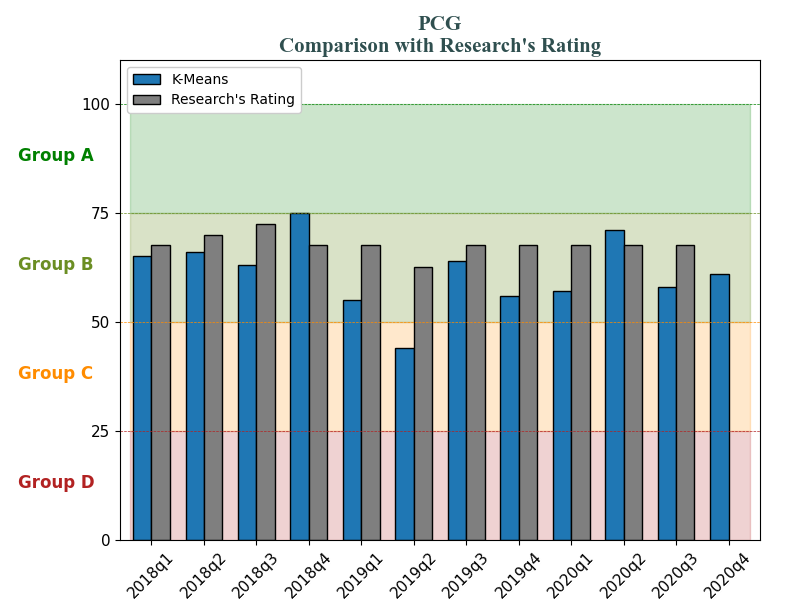 PCG
Comparison with Research's Rating
K-Means
Research's Rating
100
Group A
75
Group B
50
Group C
25
Group D
0
2018q1
2018q2
2018q3
2018q4
2019q1
2019q2
2019q3
2019q4
2020q1
2020q2
2020q3
2020q4